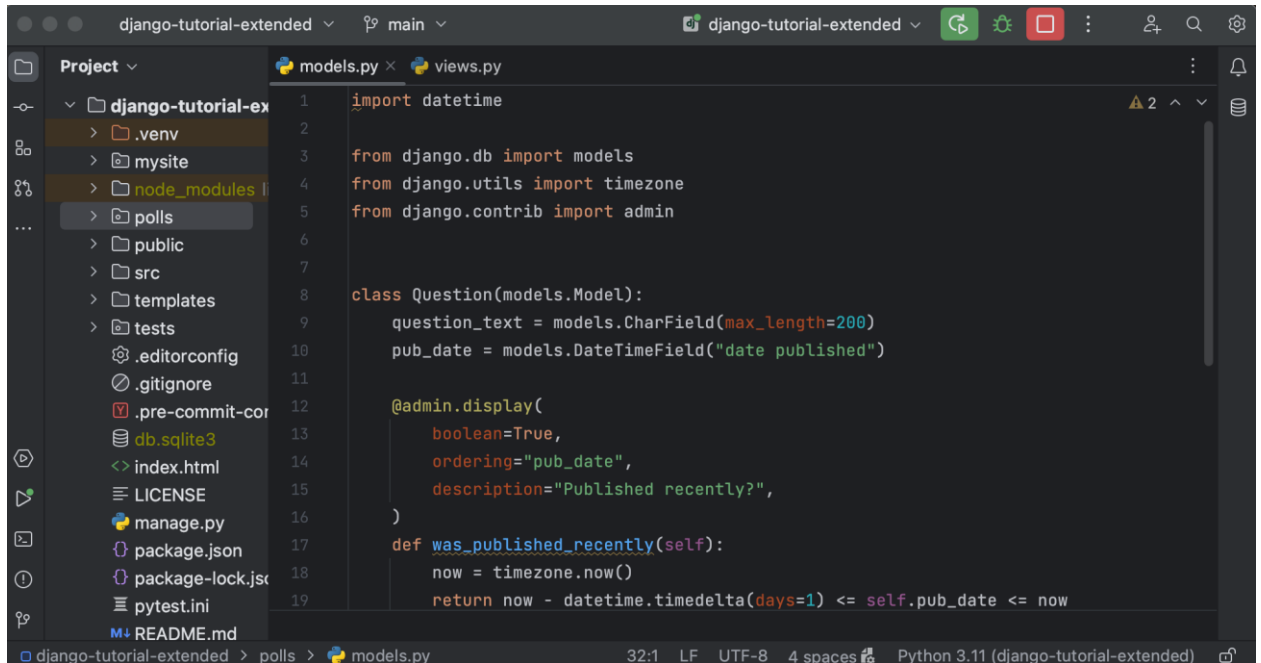 django-tutorial-extended main django-tutorial-extended
Project
models.py views.py
django-tutorial-ex
.venv
mysite
node_modules li
polls
public
src
templates
tests
.editorconfig
.gitignore
.pre-commit-cor
db.sqlite3
index.html
LICENSE
manage.py
package.json
package-lock.jso
pytest.ini
README.md
2
1 import datetime
2
3 from django.db import models
4 from django.utils import timezone
5 from django.contrib import admin
6
7
8 class Question(models.Model):
9 question_text = models.CharField(max_length=200)
10 pub_date = models.DateTimeField("date published")
11
12 @admin.display(
13 boolean=True,
14 ordering="pub_date",
15 description="Published recently?",
16 )
17 def was_published_recently(self):
18 now = timezone.now()
19 return now - datetime.timedelta(days=1) <= self.pub_date <= now
django-tutorial-extended > polls > models.py 32:1 LF UTF-8 4 spaces Python 3.11 (django-tutorial-extended)